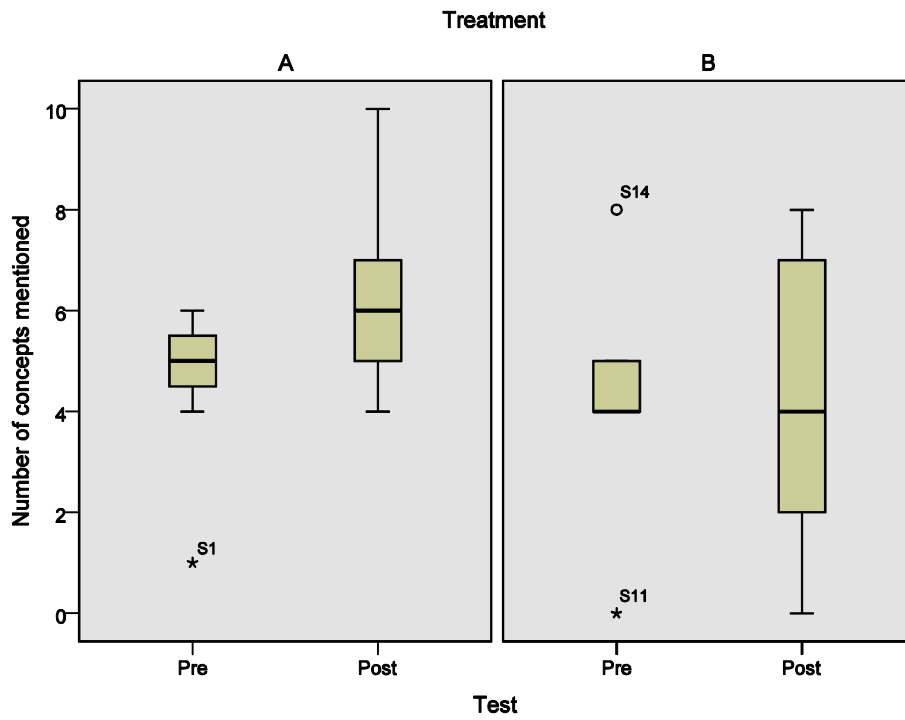 Treatment
A
B
Number of concepts mentioned
10
8
6
4
2
0
S1
S14
S11
Pre
Post
Pre
Post
Test